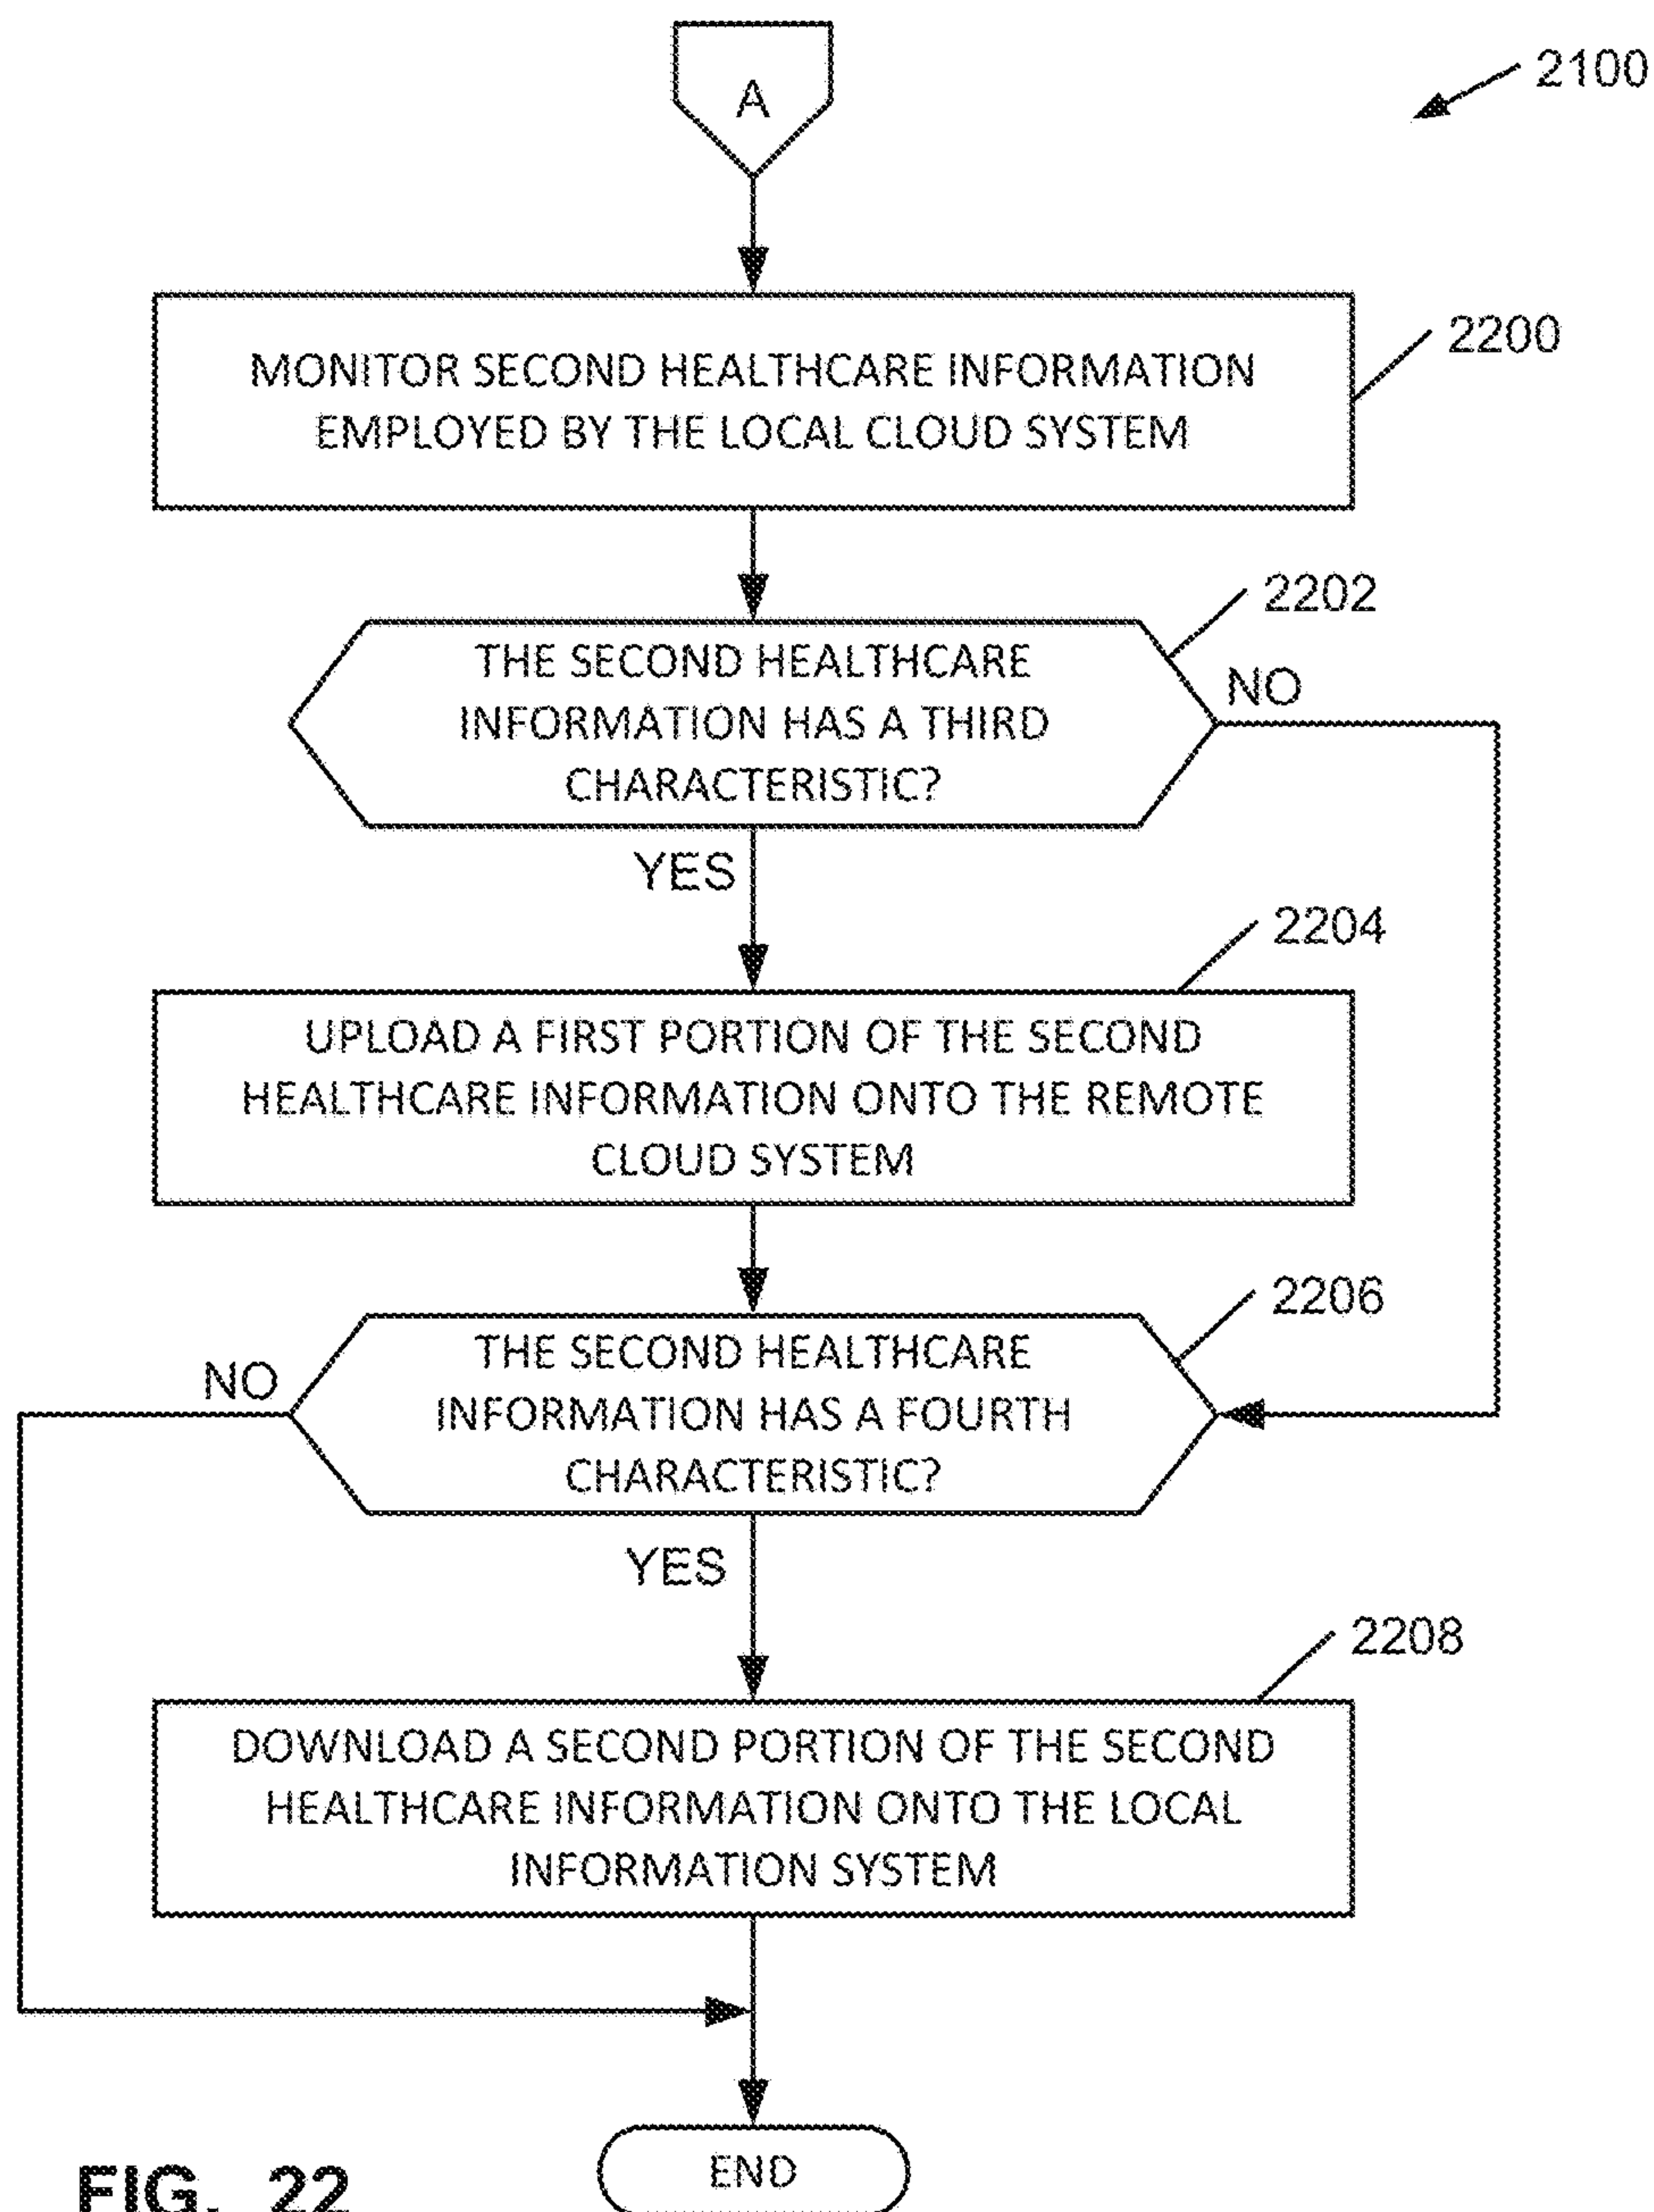 A
2100
MONITOR SECOND HEALTHCARE INFORMATION
EMPLOYED BY THE LOCAL CLOUD SYSTEM
2200
2202
THE SECOND HEALTHCARE
INFORMATION HAS A THIRD
CHARACTERISTIC?
NO
YES
2204
UPLOAD A FIRST PORTION OF THE SECOND
HEALTHCARE INFORMATION ONTO THE REMOTE
CLOUD SYSTEM
2206
THE SECOND HEALTHCARE
INFORMATION HAS A FOURTH
CHARACTERISTIC?
NO
YES
2208
DOWNLOAD A SECOND PORTION OF THE SECOND
HEALTHCARE INFORMATION ONTO THE LOCAL
INFORMATION SYSTEM
END
FIG. 22